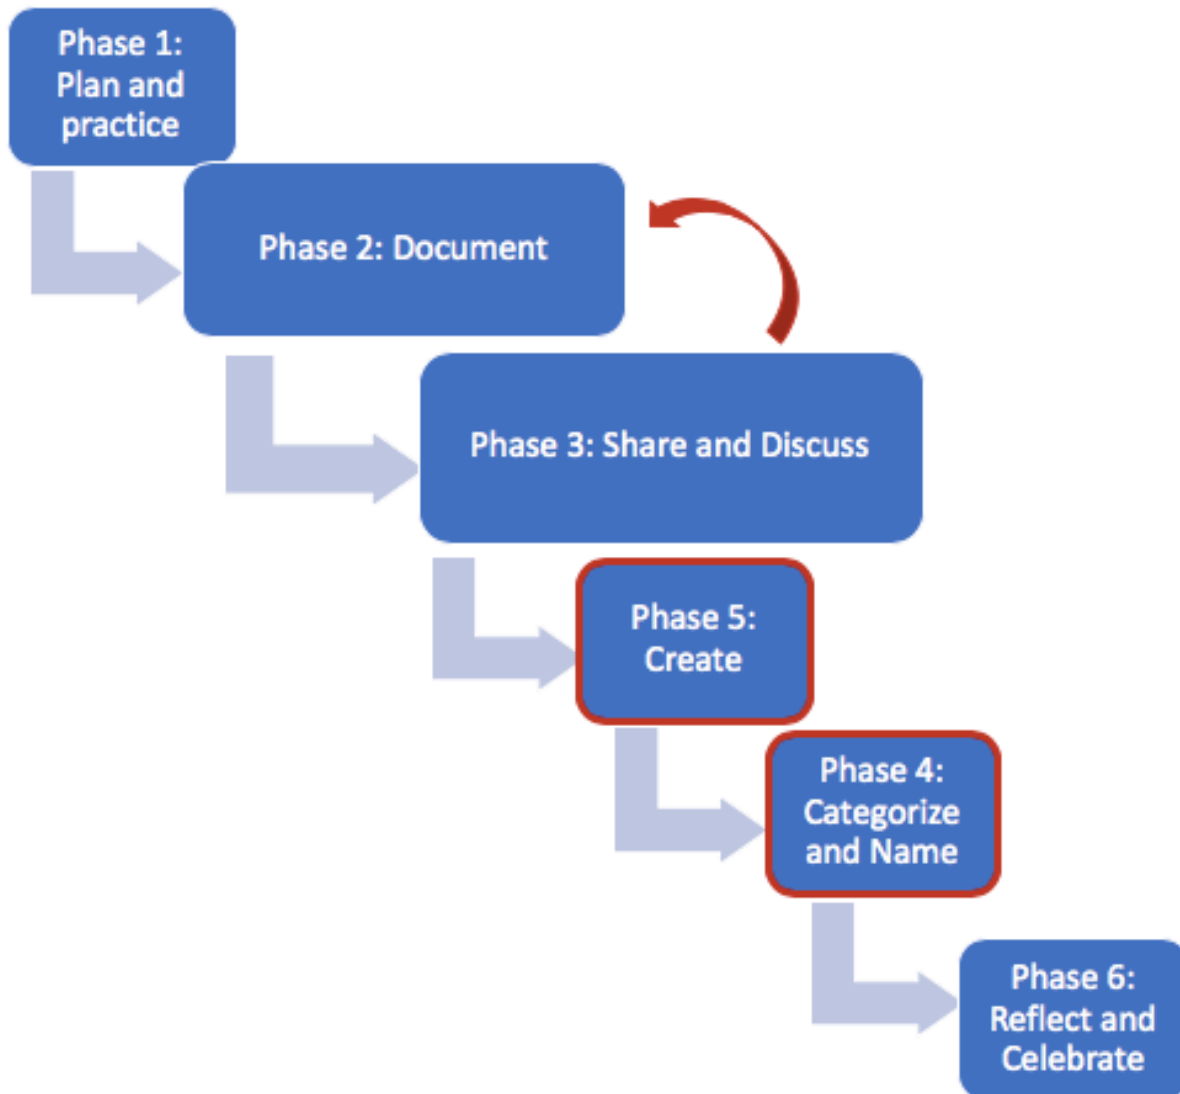 Phase 1:
Plan and
practice
Phase 2: Document
Phase 3: Share and Discuss
Phase 5:
Create
Phase 4:
Categorize
and Name
Phase 6:
Reflect and
Celebrate